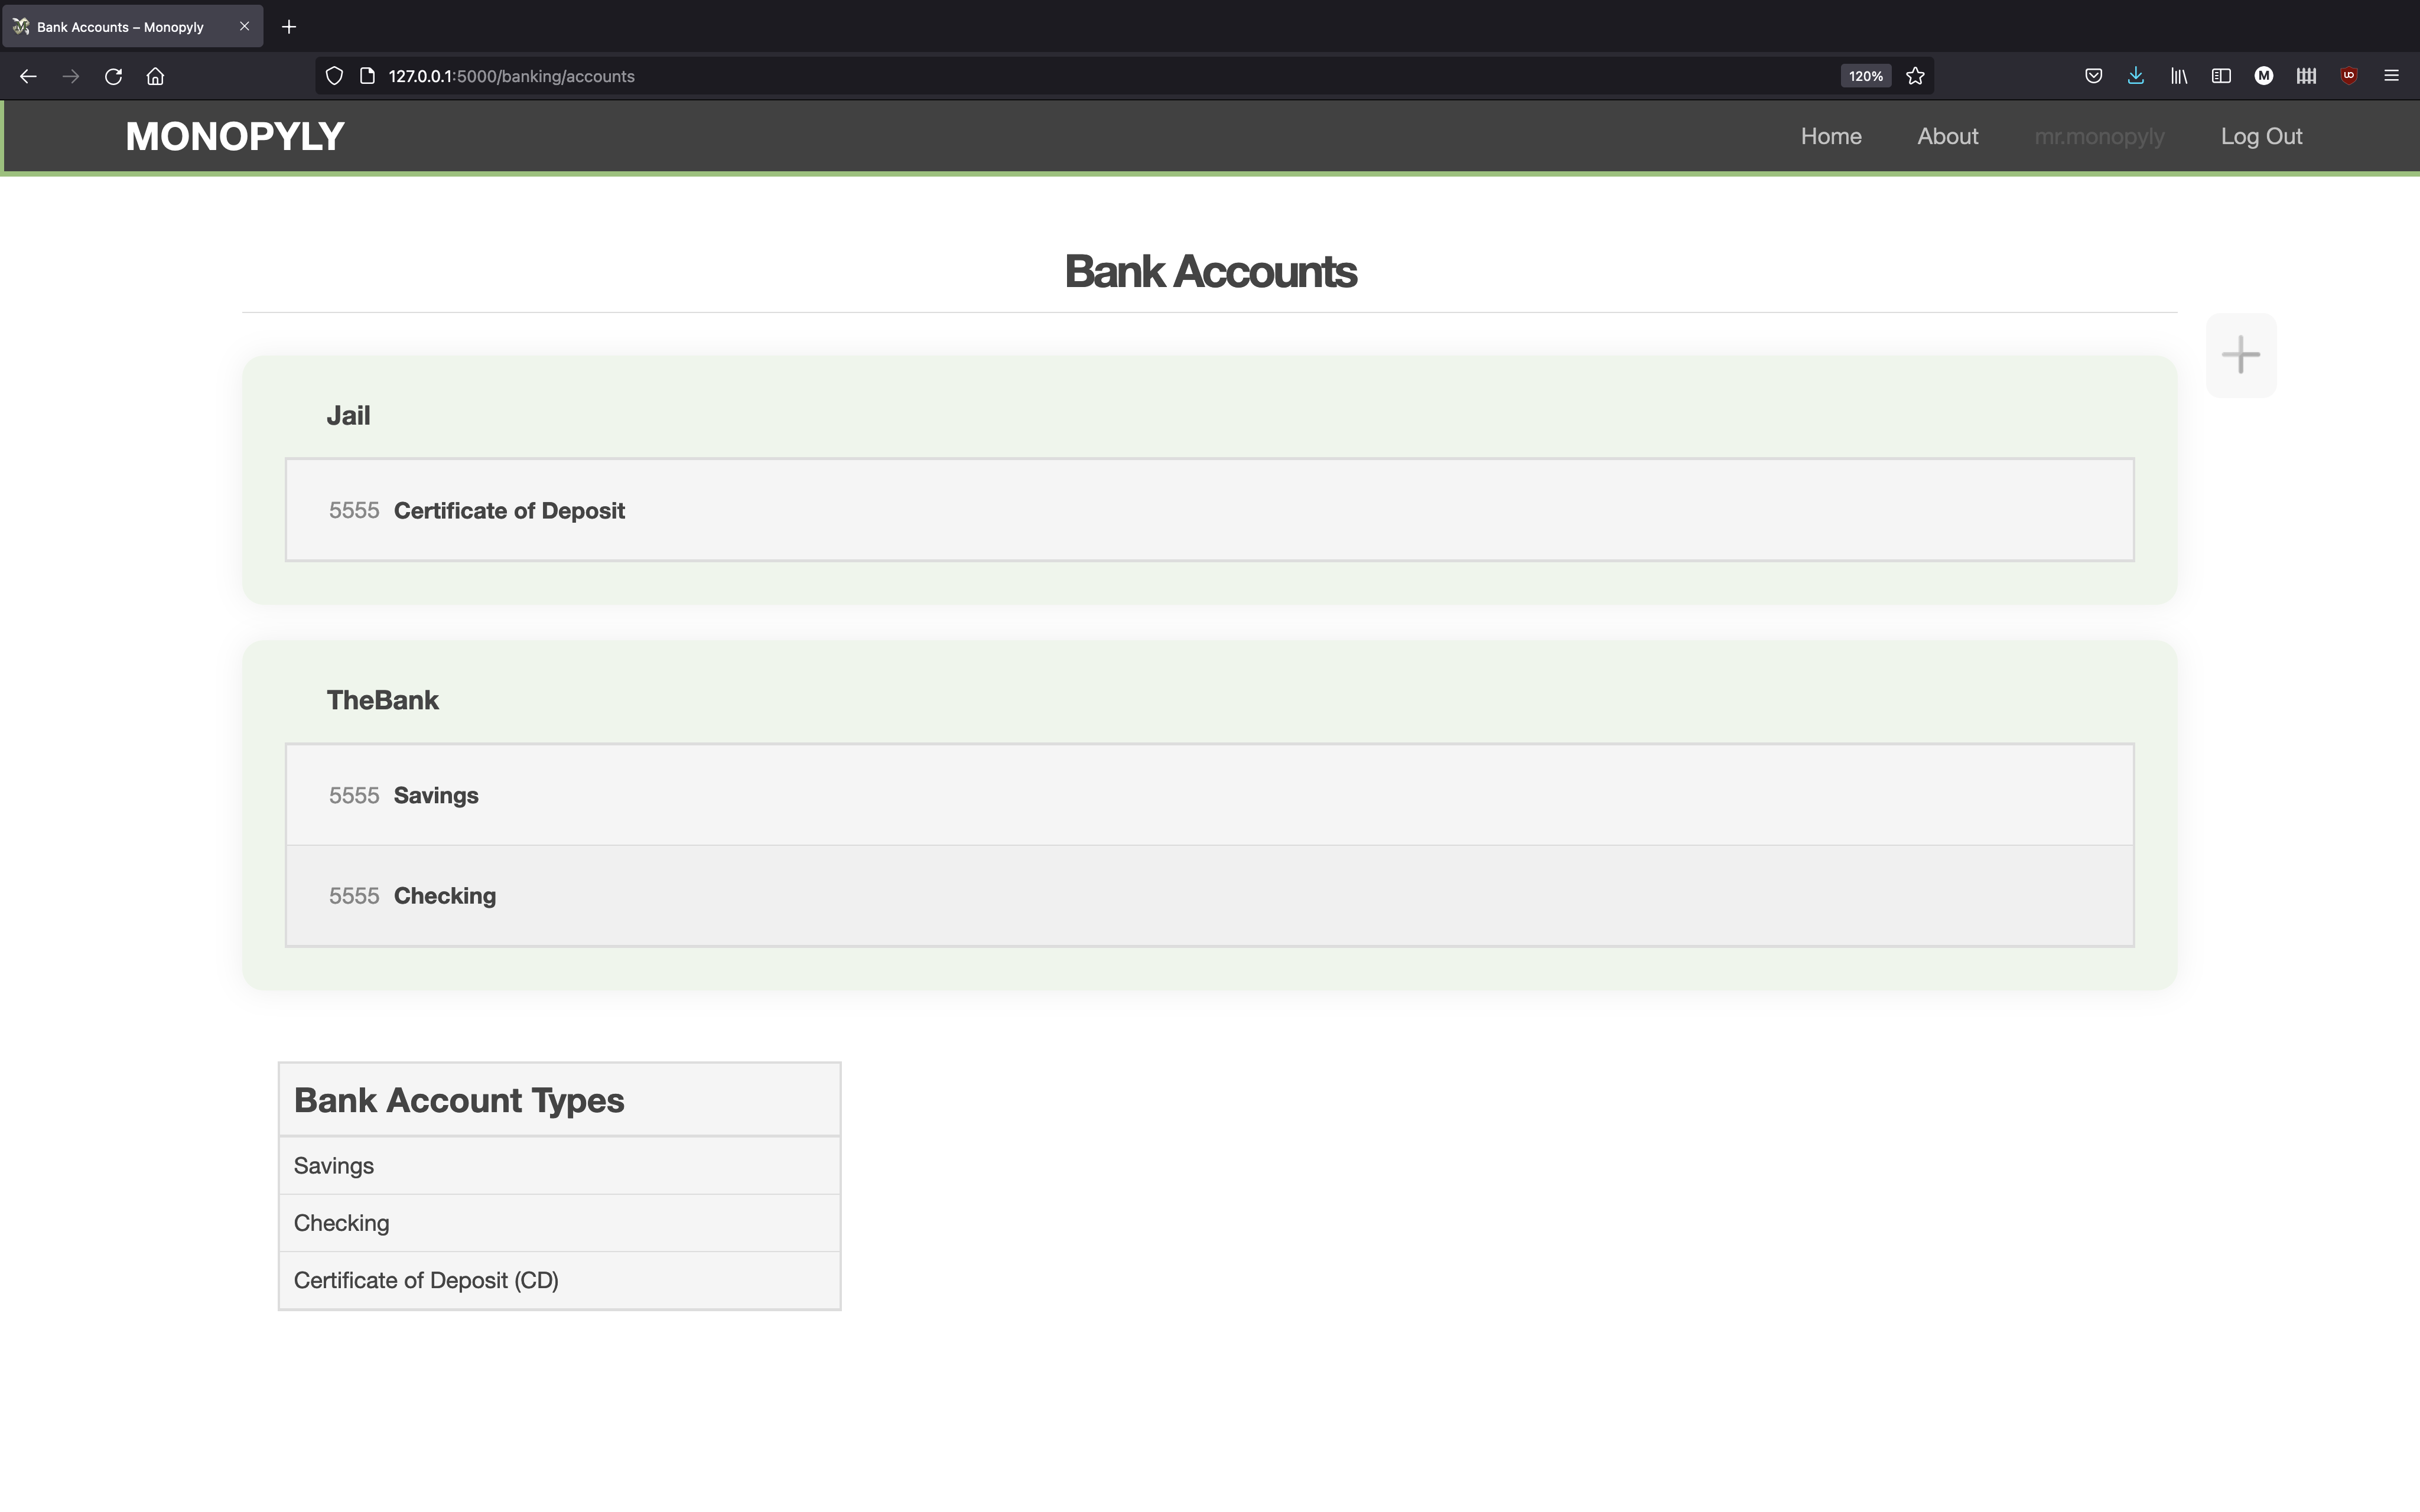 Bank Accounts – Monopyly
127.0.0.1:5000/banking/accounts
120%
MONOPYLY
Home About mr.monopyly Log Out
Bank Accounts
Jail
5555 Certificate of Deposit
TheBank
5555 Savings
5555 Checking
Bank Account Types
Savings
Checking
Certificate of Deposit (CD)